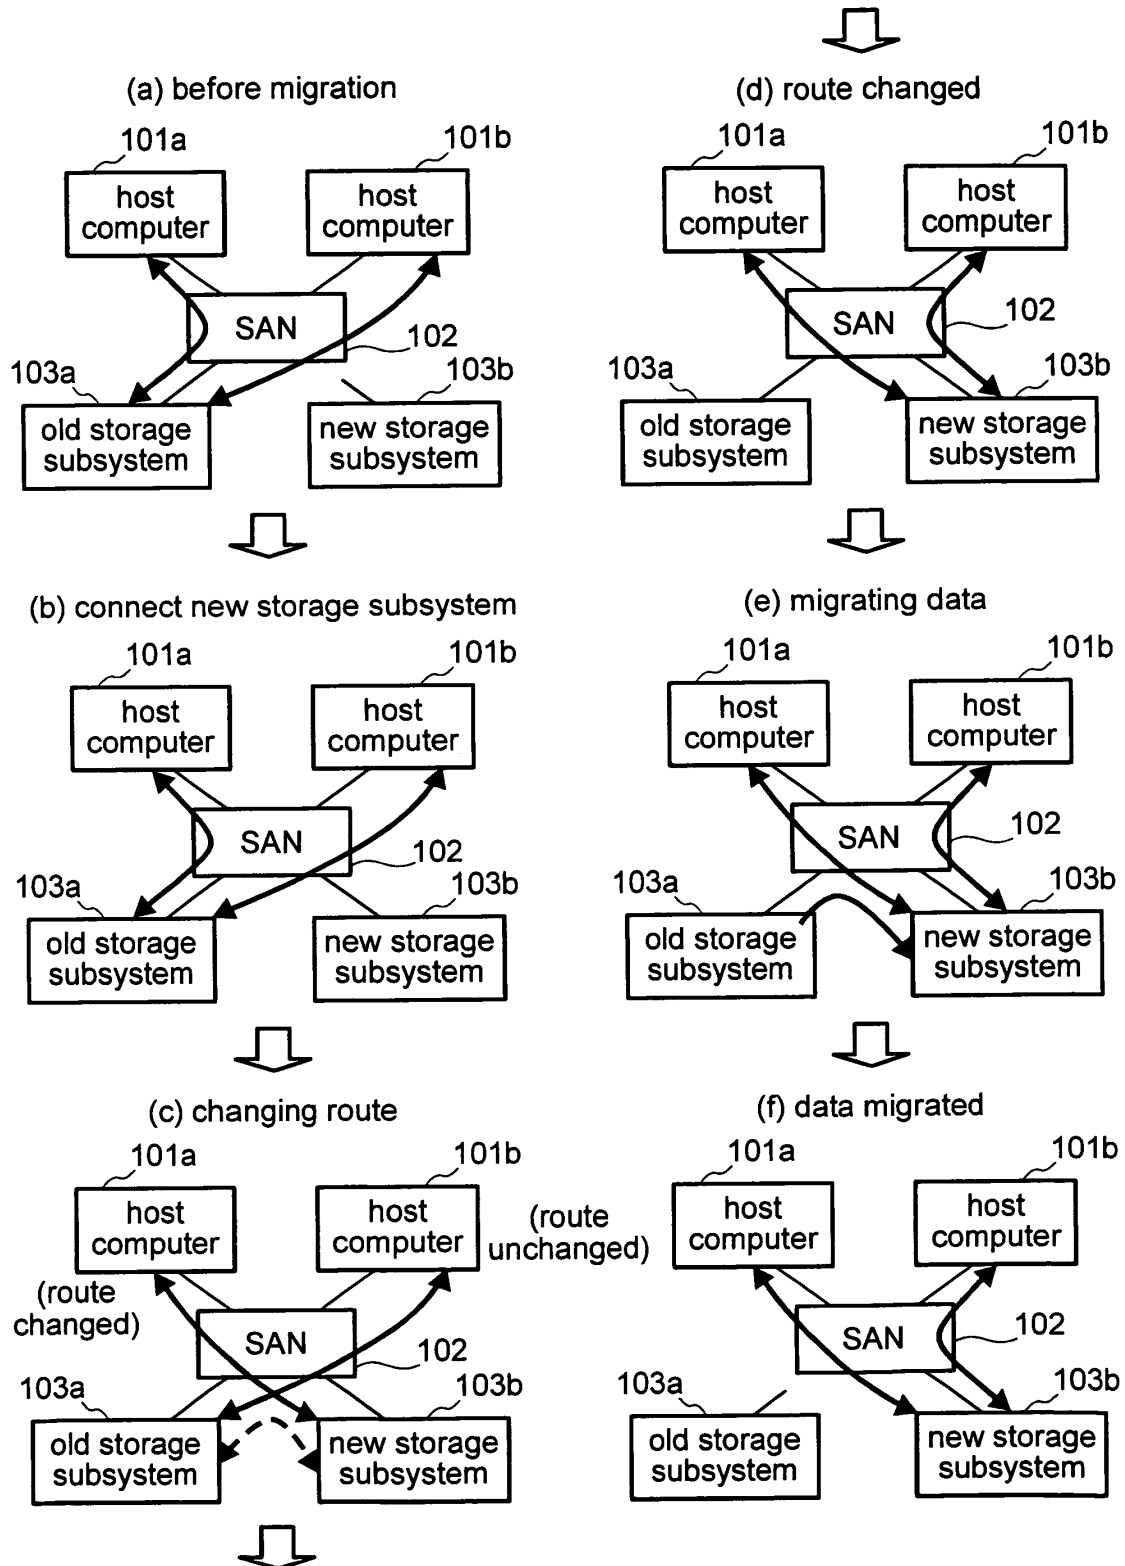 (a) before migration
101a
101b
host
computer
host
computer
SAN
102
103a
103b
old storage
subsystem
new storage
subsystem
(b) connect new storage subsystem
101a
101b
host
computer
host
computer
SAN
102
103a
103b
old storage
subsystem
new storage
subsystem
(c) changing route
101a
101b
host
computer
host
computer
(route
unchanged)
(route
changed)
SAN
102
103a
103b
old storage
subsystem
new storage
subsystem
(d) route changed
101a
101b
host
computer
host
computer
SAN
102
103a
103b
old storage
subsystem
new storage
subsystem
(e) migrating data
101a
101b
host
computer
host
computer
SAN
102
103a
103b
old storage
subsystem
new storage
subsystem
(f) data migrated
101a
101b
host
computer
host
computer
SAN
102
103a
103b
old storage
subsystem
new storage
subsystem